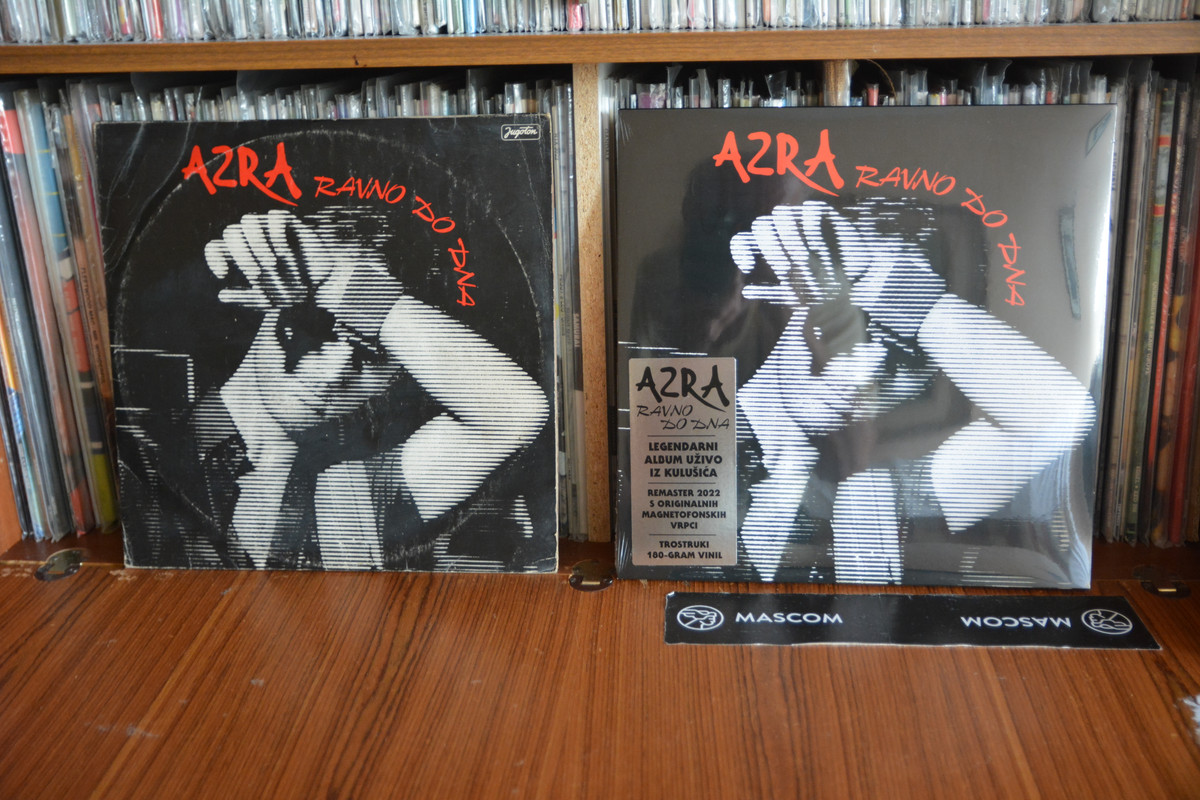 Jugoton
AZRA RAVNO DO DNA
AZRA RAVNO DO DNA
AZRA
RAVNO
DO DNA
LEGENDARNI
ALBUM UŽIVO
IZ KULUŠIĆA
REMASTER 2022
S ORIGINALNIH
MAGNETOFONSKIH
VRPCI
TROSTRUKI
180-GRAM VINIL
MASCOM
MASCOM